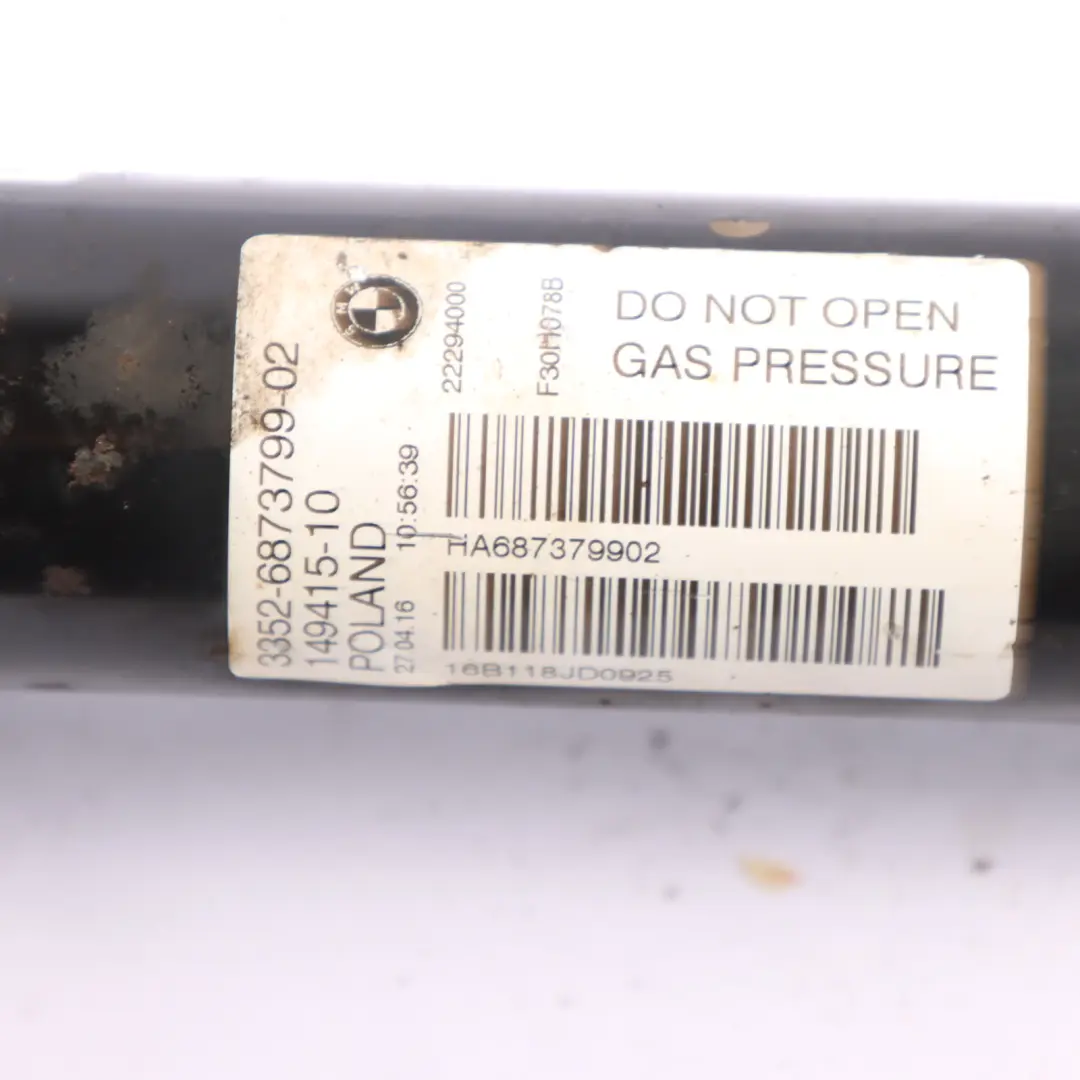 BMW
3352-6873799-02
149415-10
POLAND
27.04.16 10:56:39
22294000
F30H078B
DO NOT OPEN
GAS PRESSURE
HA687379902
16B118JD0925